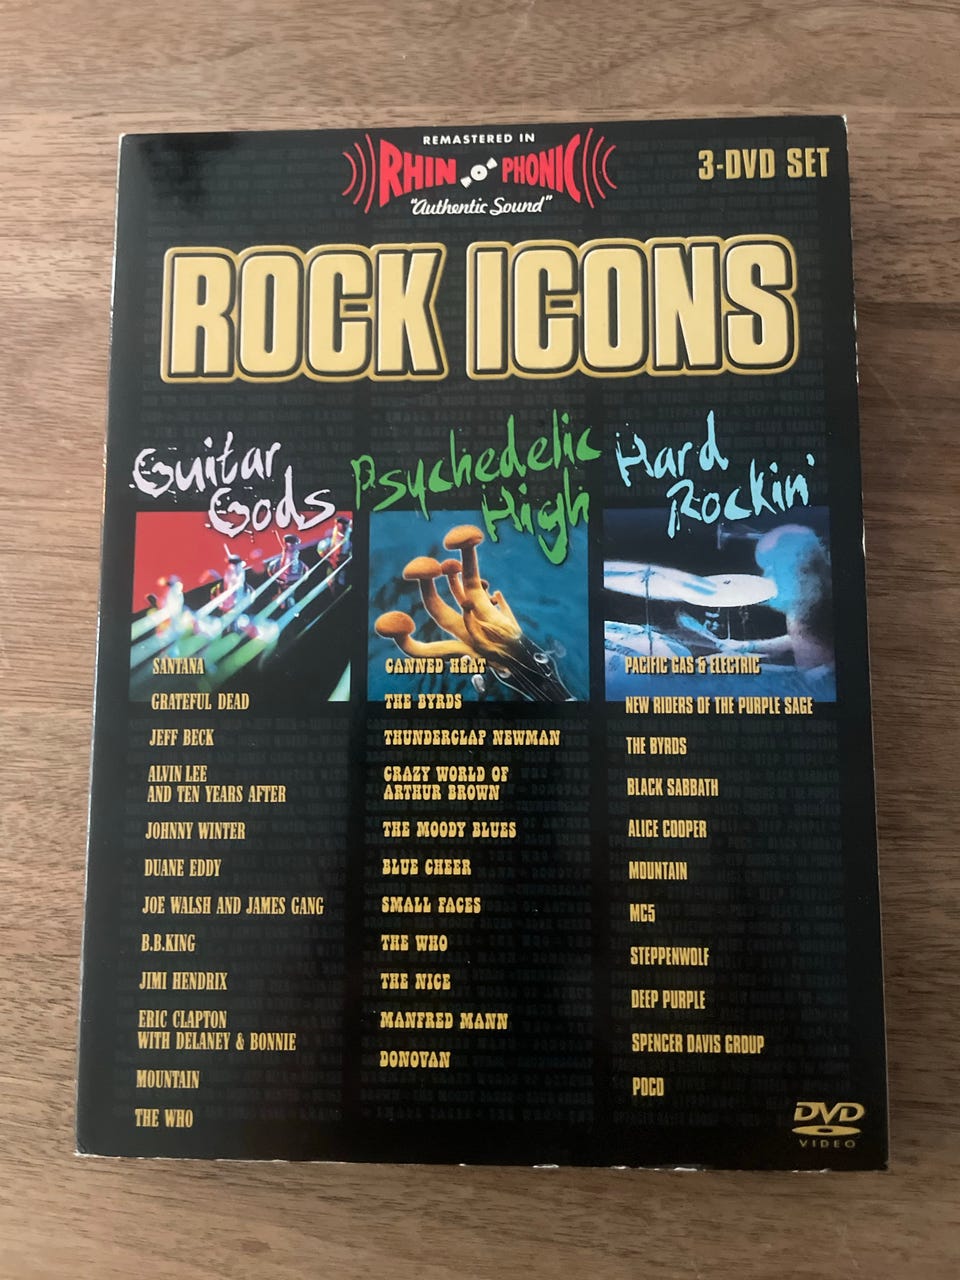 REMASTERED IN
RHINOPHONIC
"Authentic Sound"
3-DVD SET
ROCK ICONS
Guitar
Gods
SANTANA
GRATEFUL DEAD
JEFF BECK
ALVIN LEE
AND TEN YEARS AFTER
JOHNNY WINTER
DUANE EDDY
JOE WALSH AND JAMES GANG
B.B.KING
JIMI HENDRIX
ERIC CLAPTON
WITH DELANEY & BONNIE
MOUNTAIN
THE WHO
Psychedelic
High
CANNED HEAT
THE BYRDS
THUNDERCLAP NEWMAN
CRAZY WORLD OF
ARTHUR BROWN
THE MOODY BLUES
BLUE CHEER
SMALL FACES
THE WHO
THE NICE
MANFRED MANN
DONOVAN
Hard
Rockin'
PACIFIC GAS & ELECTRIC
NEW RIDERS OF THE PURPLE SAGE
THE BYRDS
BLACK SABBATH
ALICE COOPER
MOUNTAIN
MC5
STEPPENWOLF
DEEP PURPLE
SPENCER DAVIS GROUP
POCO
DVD
VIDEO